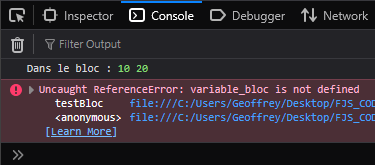 Inspector Console Debugger Network
Filter Output
Dans le bloc : 10 20
Uncaught ReferenceError: variable_bloc is not defined
testBloc file:///C:/Users/Geoffrey/Desktop/FJS_COD
<anonymous> file:///C:/Users/Geoffrey/Desktop/FJS_COD
[Learn More]
»